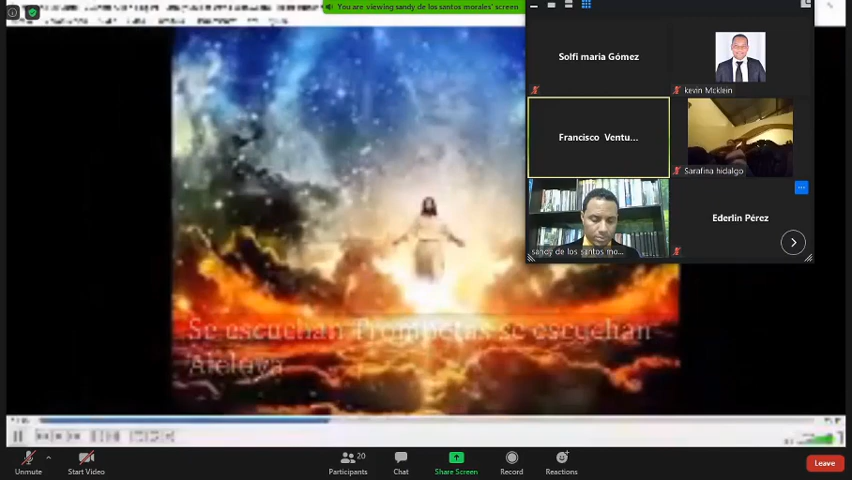 You are viewing sandy de los santos morales' screen
Solfi maria Gómez
kevin Mcklein
Francisco Ventu...
Sarafina hidalgo
sandy de los santos mo...
Ederlin Pérez
Se escuchan Trompetas se escuchan
Aleluya
Unmute
Start Video
20
Participants
Chat
Share Screen
Record
Reactions
Leave